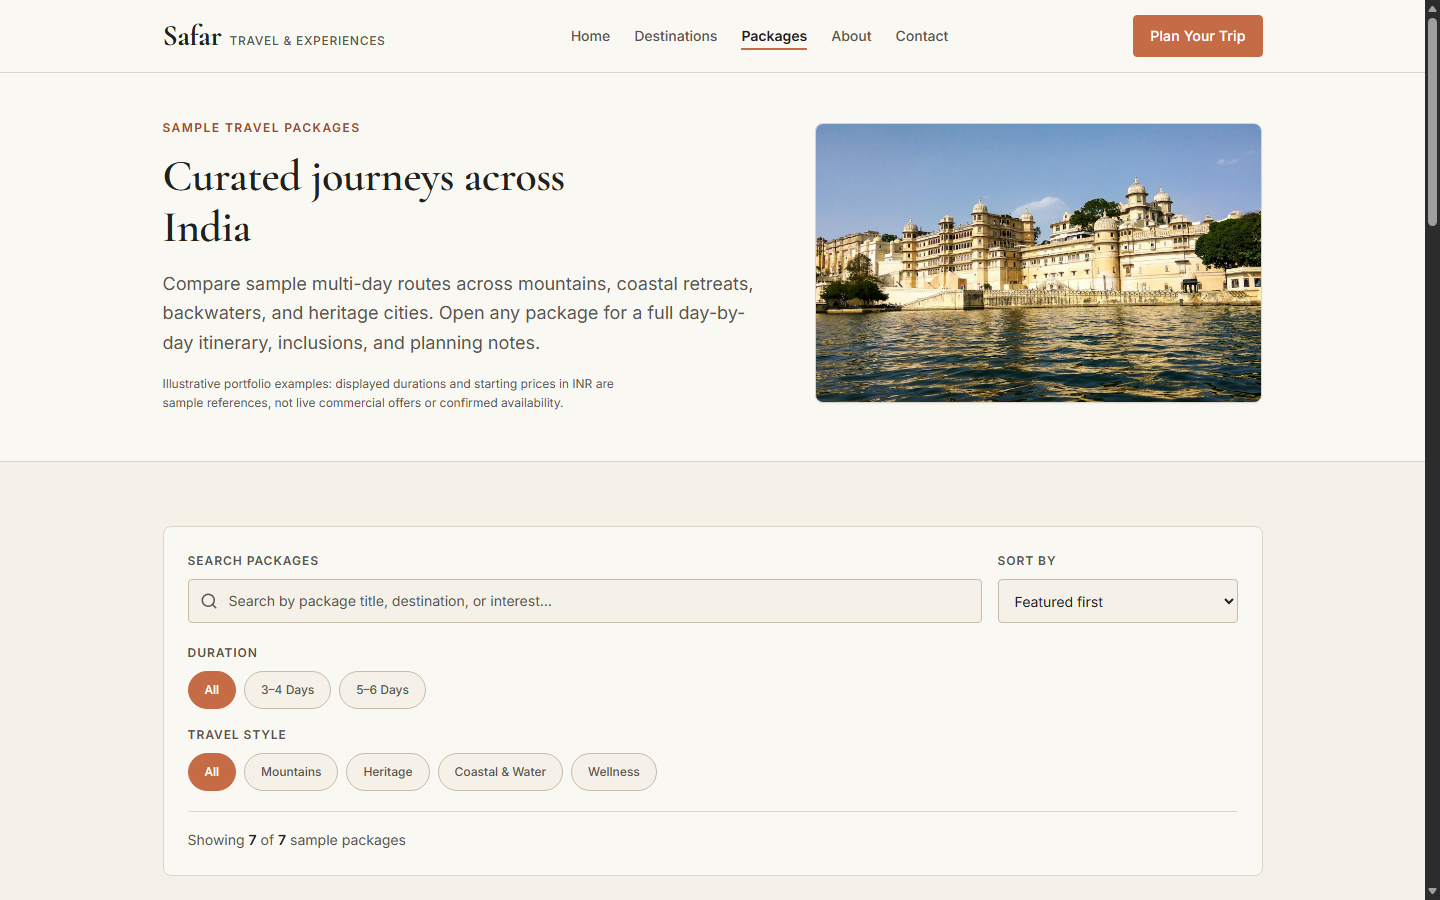 Safar TRAVEL & EXPERIENCES
Home Destinations Packages About Contact
Plan Your Trip
SAMPLE TRAVEL PACKAGES
Curated journeys across
India
Compare sample multi-day routes across mountains, coastal retreats,
backwaters, and heritage cities. Open any package for a full day-by-
day itinerary, inclusions, and planning notes.
Illustrative portfolio examples: displayed durations and starting prices in INR are
sample references, not live commercial offers or confirmed availability.
SEARCH PACKAGES
Search by package title, destination, or interest...
SORT BY
Featured first
DURATION
All 3–4 Days 5–6 Days
TRAVEL STYLE
All Mountains Heritage Coastal & Water Wellness
Showing 7 of 7 sample packages